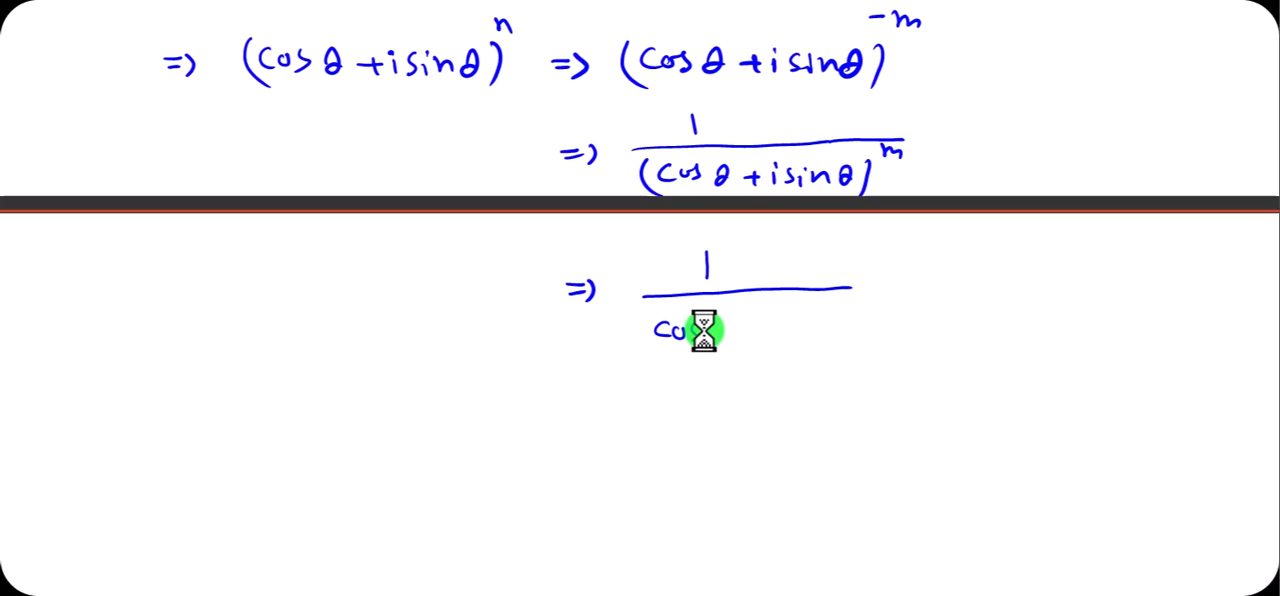 => (cos θ + i sin θ)^n => (cos θ + i sin θ)^-m
=> 1 / (cos θ + i sin θ)^m
=> 1 / co